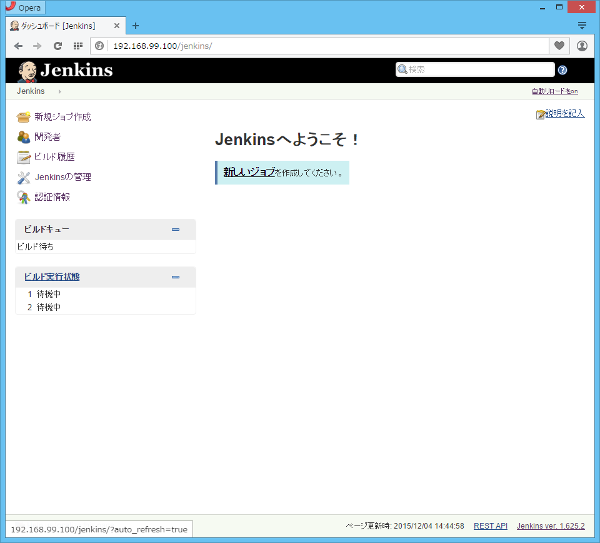 Opera
ダッシュボード [Jenkins]
192.168.99.100/jenkins/
Jenkins
検索
Jenkins
自動リロードをon
新規ジョブ作成
開発者
ビルド履歴
Jenkinsの管理
認証情報
説明を記入
Jenkinsへようこそ！
新しいジョブを作成してください。
ビルドキュー
ビルド待ち
ビルド実行状態
1 待機中
2 待機中
ページ更新時: 2015/12/04 14:44:58 REST API Jenkins ver. 1.625.2
192.168.99.100/jenkins/?auto_refresh=true